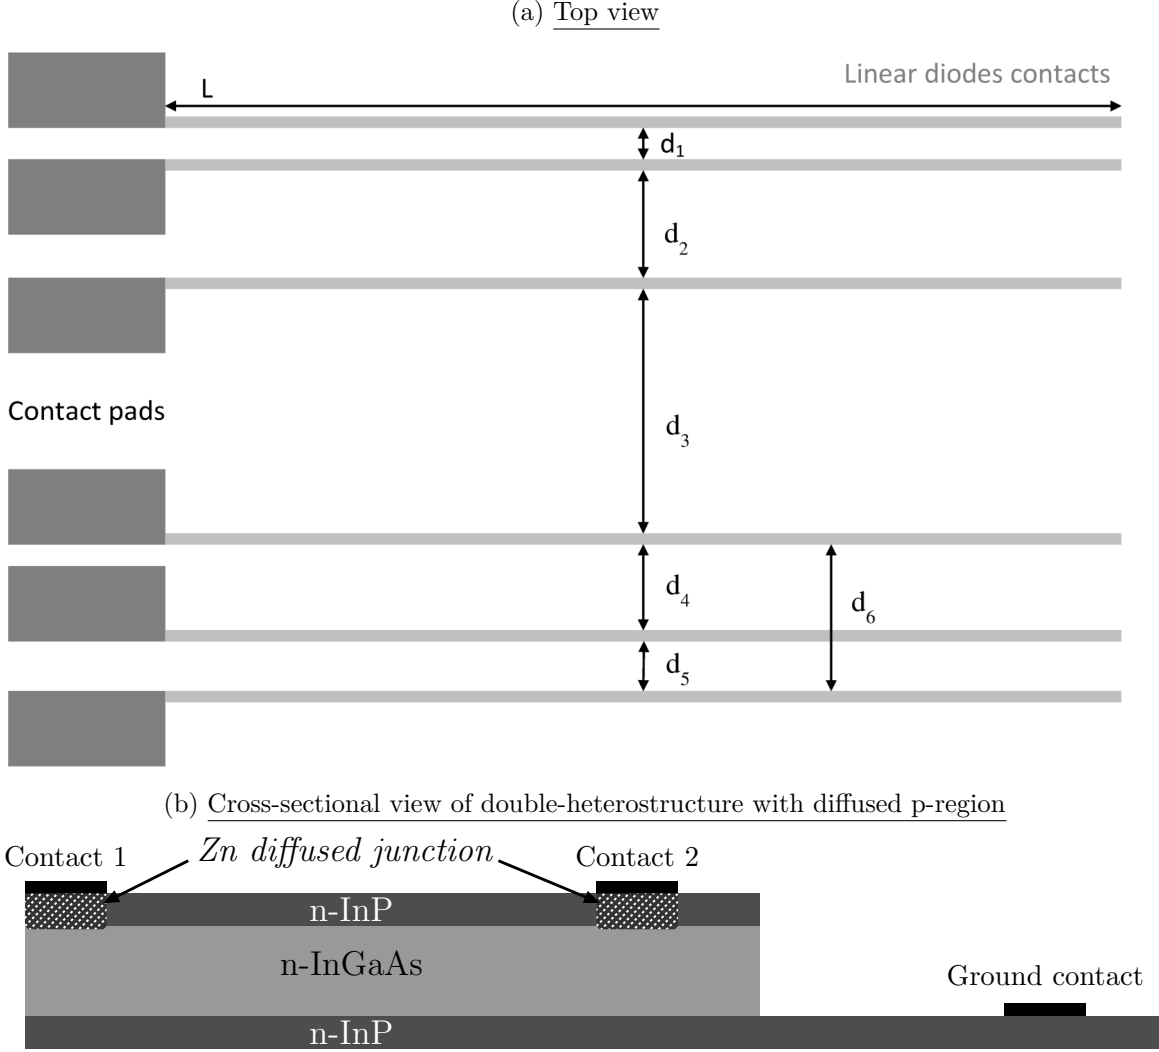 (a) Top view
Linear diodes contacts
L
d₁
d₂
d₃
Contact pads
d₄
d₆
d₅
(b) Cross-sectional view of double-heterostructure with diffused p-region
Contact 1
Zn diffused junction
Contact 2
n-InP
n-InGaAs
Ground contact
n-InP